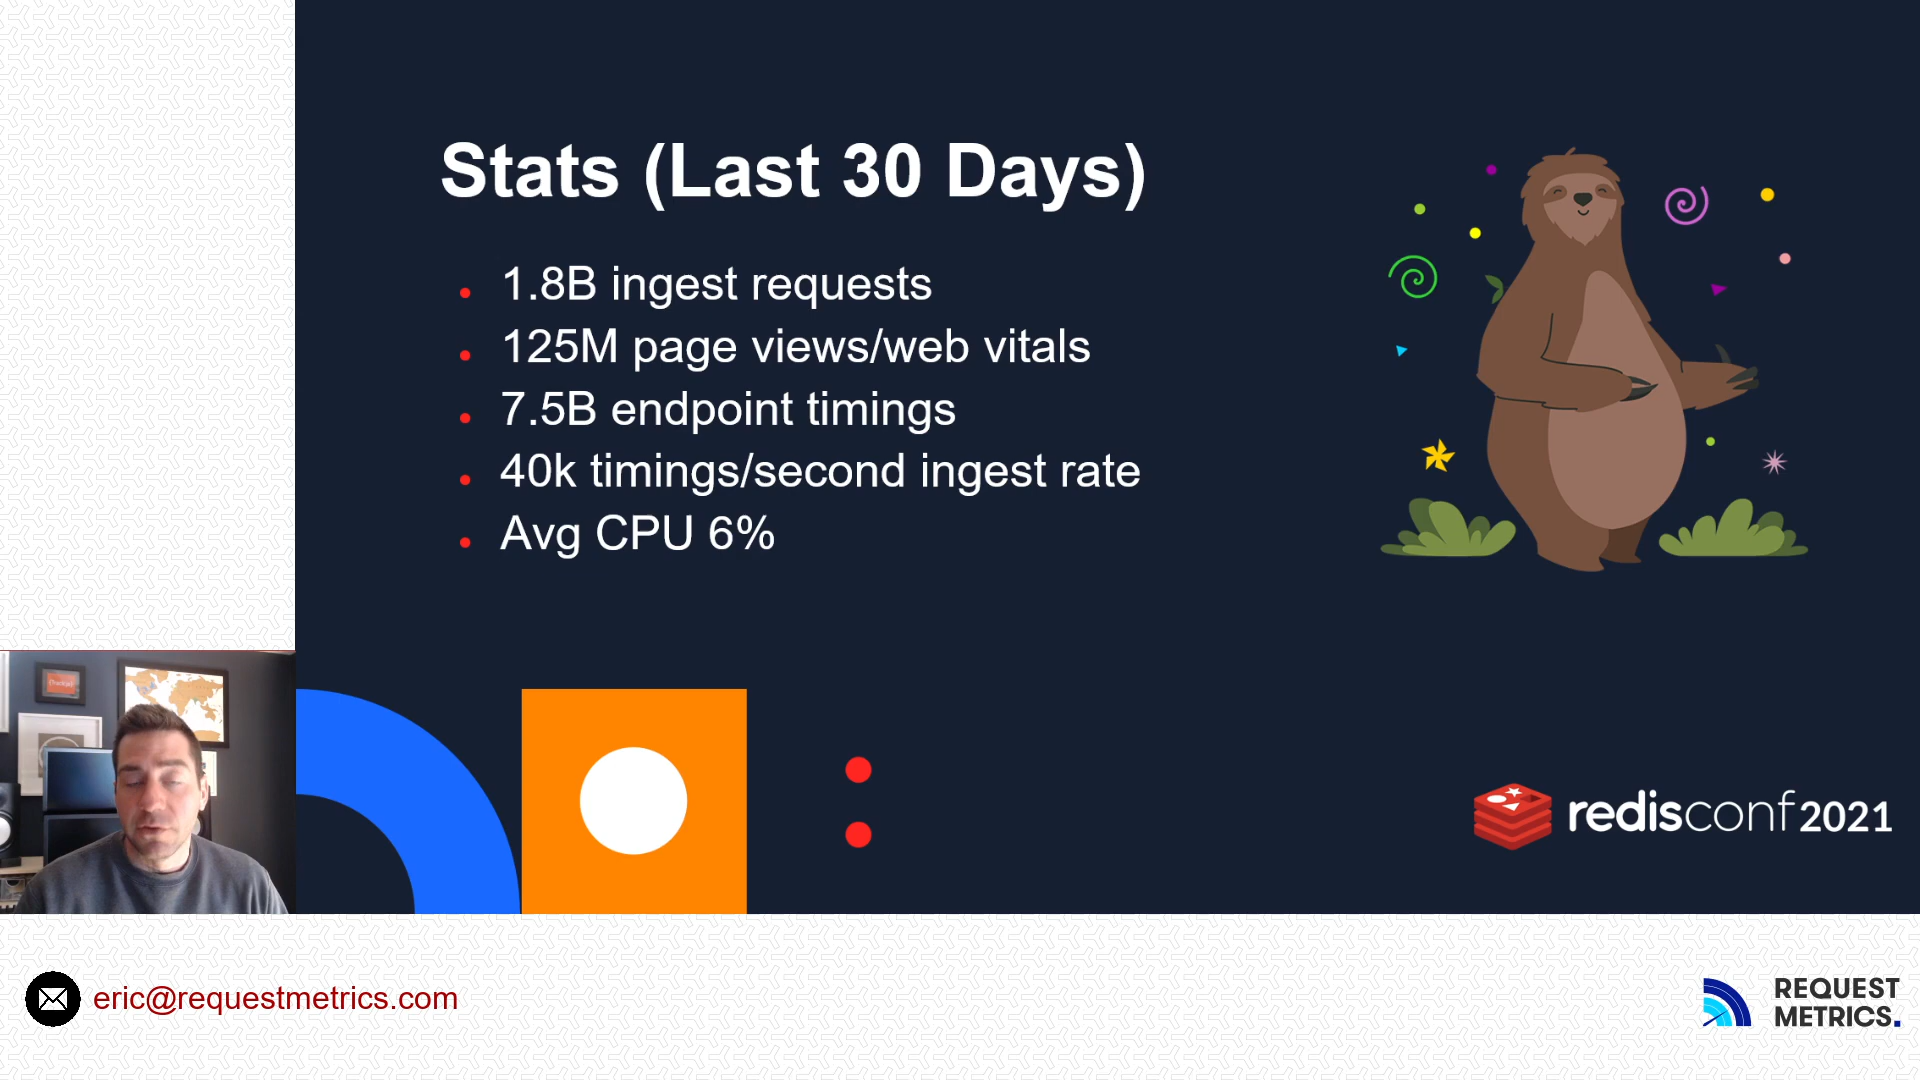 Stats (Last 30 Days)
1.8B ingest requests
125M page views/web vitals
7.5B endpoint timings
40k timings/second ingest rate
Avg CPU 6%
redisconf2021
eric@requestmetrics.com
REQUEST
METRICS.